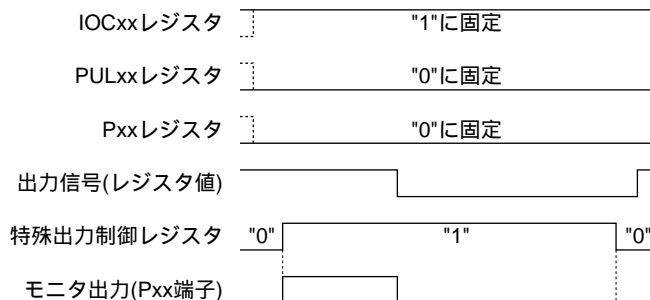 IOCxxレジスタ "1"に固定
PULxxレジスタ "0"に固定
Pxxレジスタ "0"に固定
出力信号(レジスタ値)
特殊出力制御レジスタ "0" "1" "0"
モニタ出力(Pxx端子)